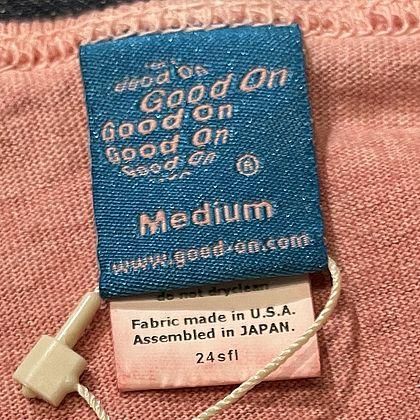 Good On
Good On
Good On
Good On
Good On
®
Medium
www.good-on.com
do not dryclean
Fabric made in U.S.A.
Assembled in JAPAN.
24sfl